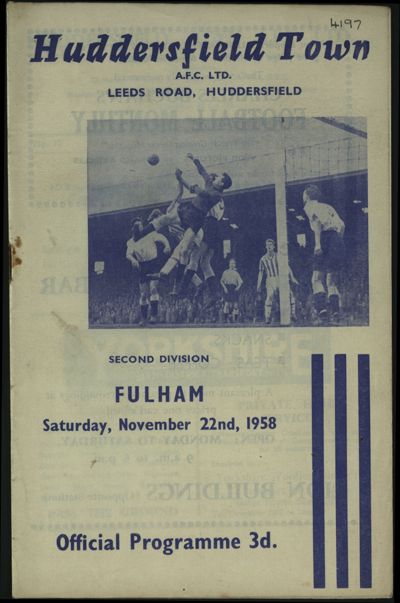 4197
Huddersfield Town
A.F.C. LTD.
LEEDS ROAD, HUDDERSFIELD
SECOND DIVISION
FULHAM
Saturday, November 22nd, 1958
Official Programme 3d.